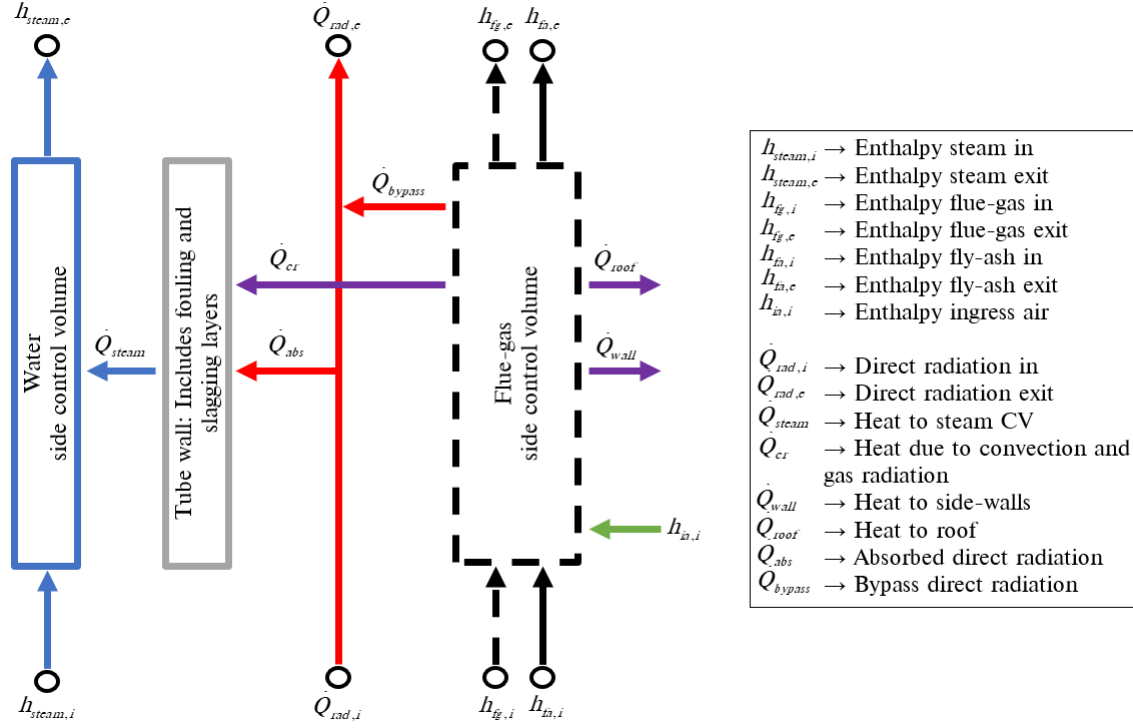 h_steam,e
Q̇_rad,e
h_fg,e
h_fa,e
Water
side control volume
Tube wall: Includes fouling and
slagging layers
Q̇_steam
Q̇_bypass
Q̇_cr
Q̇_abs
Flue-gas
side control volume
Q̇_roof
Q̇_wall
h_ia,i
h_steam,i
Q̇_rad,i
h_fg,i
h_fa,i
h_steam,i → Enthalpy steam in
h_steam,e → Enthalpy steam exit
h_fg,i → Enthalpy flue-gas in
h_fg,e → Enthalpy flue-gas exit
h_fa,i → Enthalpy fly-ash in
h_fa,e → Enthalpy fly-ash exit
h_ia,i → Enthalpy ingress air
Q̇_rad,i → Direct radiation in
Q̇_rad,e → Direct radiation exit
Q̇_steam → Heat to steam CV
Q̇_cr → Heat due to convection and
gas radiation
Q̇_wall → Heat to side-walls
Q̇_roof → Heat to roof
Q̇_abs → Absorbed direct radiation
Q̇_bypass → Bypass direct radiation